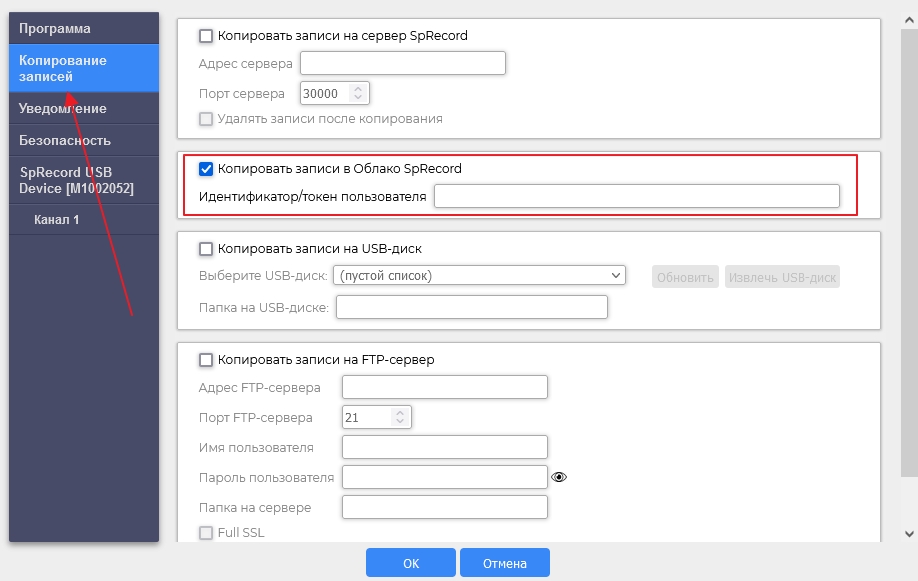 Программа
Копирование
записей
Уведомление
Безопасность
SpRecord USB
Device [M1002052]
Канал 1
Копировать записи на сервер SpRecord
Адрес сервера
Порт сервера 30000
Удалять записи после копирования
Копировать записи в Облако SpRecord
Идентификатор/токен пользователя
Копировать записи на USB-диск
Выберите USB-диск: (пустой список) Обновить Извлечь USB-диск
Папка на USB-диске:
Копировать записи на FTP-сервер
Адрес FTP-сервера
Порт FTP-сервера 21
Имя пользователя
Пароль пользователя
Папка на сервере
Full SSL
ОК Отмена